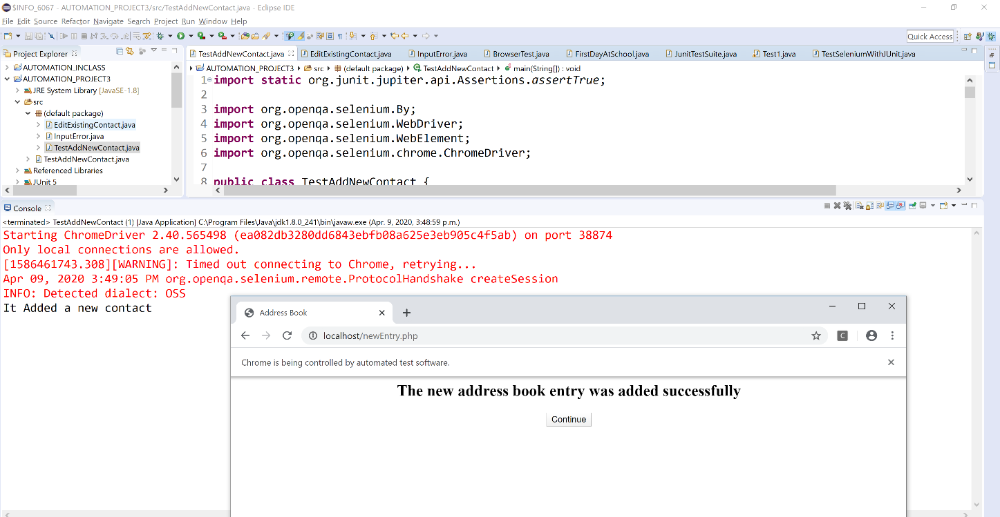 $INFO_6067 - AUTOMATION_PROJECT3/src/TestAddNewContact.java - Eclipse IDE
File Edit Source Refactor Navigate Search Project Run Window Help
Quick Access
Project Explorer
AUTOMATION_INCLASS
AUTOMATION_PROJECT3
JRE System Library [JavaSE-1.8]
src
(default package)
EditExistingContact.java
InputError.java
TestAddNewContact.java
TestAddNewContact.java
Referenced Libraries
JUnit 5
TestAddNewContact.java EditExistingContact.java InputError.java BrowserTest.java FirstDayAtSchool.java JunitTestSuite.java Test1.java TestSeleniumWithJUnit.java
AUTOMATION_PROJECT3 src (default package) TestAddNewContact main(String[]) : void
1 import static org.junit.jupiter.api.Assertions.assertTrue;
2
3 import org.openqa.selenium.By;
4 import org.openqa.selenium.WebDriver;
5 import org.openqa.selenium.WebElement;
6 import org.openqa.selenium.chrome.ChromeDriver;
7
8 public class TestAddNewContact {
Console
<terminated> TestAddNewContact (1) [Java Application] C:\Program Files\Java\jdk1.8.0_241\bin\javaw.exe (Apr. 9, 2020, 3:48:59 p.m.)
Starting ChromeDriver 2.40.565498 (ea082db3280dd6843ebfb08a625e3eb905c4f5ab) on port 38874
Only local connections are allowed.
[1586461743.308][WARNING]: Timed out connecting to Chrome, retrying...
Apr 09, 2020 3:49:05 PM org.openqa.selenium.remote.ProtocolHandshake createSession
INFO: Detected dialect: OSS
It Added a new contact
Address Book
localhost/newEntry.php
C
Chrome is being controlled by automated test software.
The new address book entry was added successfully
Continue